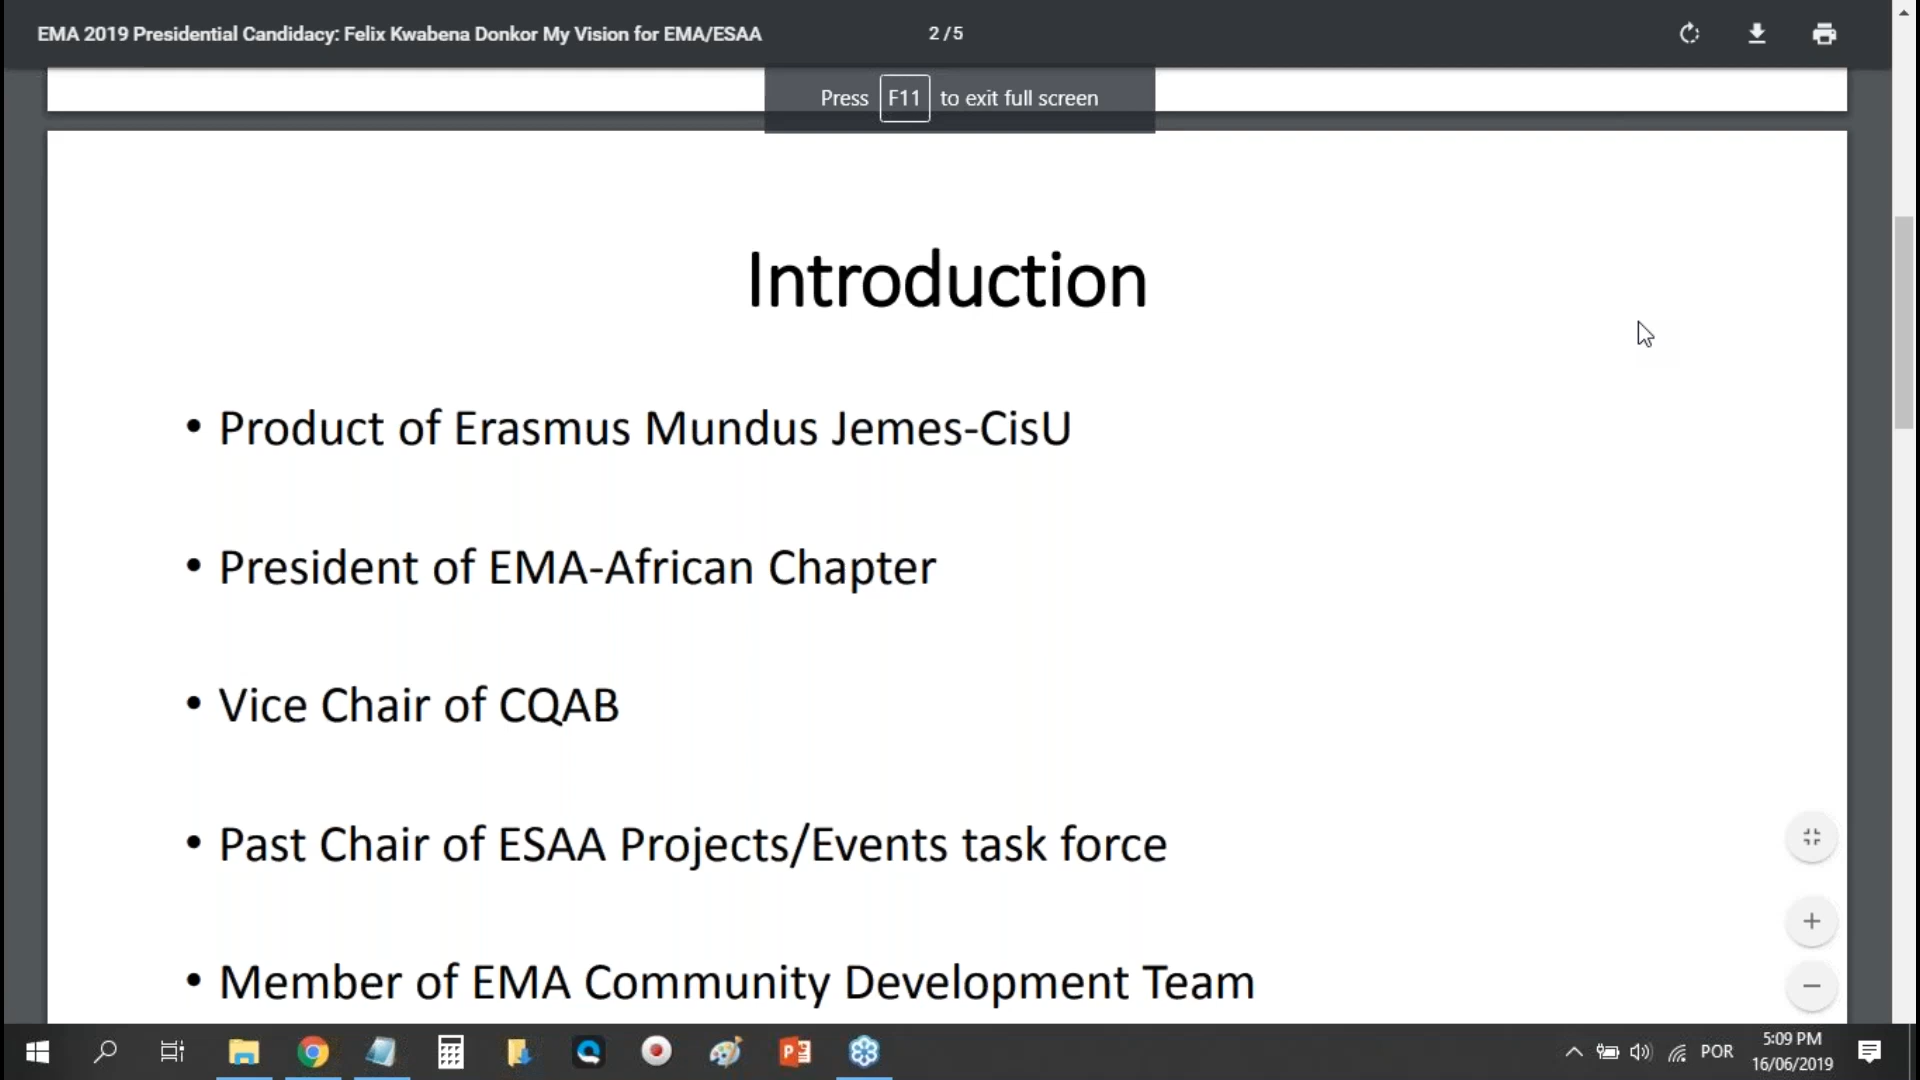 EMA 2019 Presidential Candidacy: Felix Kwabena Donkor My Vision for EMA/ESAA
2 / 5
Press F11 to exit full screen
Introduction
• Product of Erasmus Mundus Jemes-CisU
• President of EMA-African Chapter
• Vice Chair of CQAB
• Past Chair of ESAA Projects/Events task force
• Member of EMA Community Development Team
POR
5:09 PM
16/06/2019